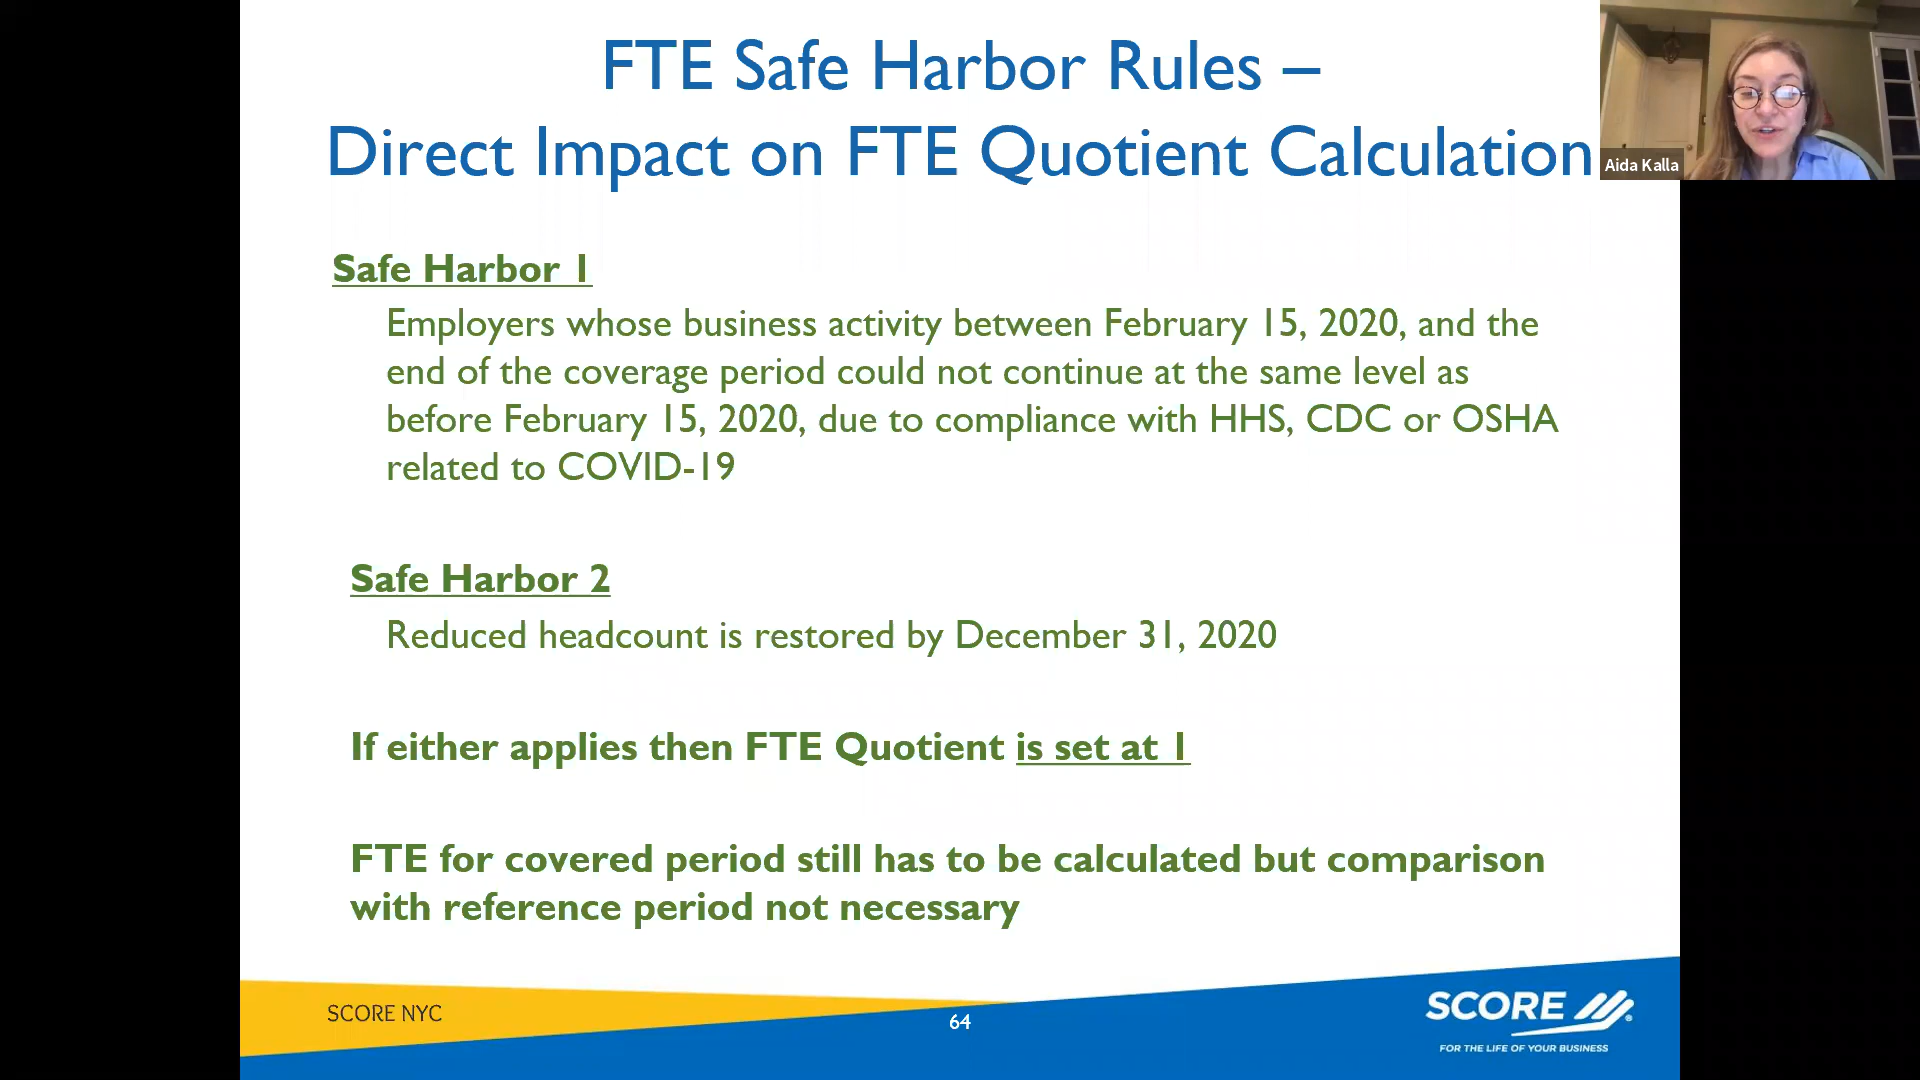 FTE Safe Harbor Rules –
Direct Impact on FTE Quotient Calculation
Aida Kalla
Safe Harbor 1
Employers whose business activity between February 15, 2020, and the
end of the coverage period could not continue at the same level as
before February 15, 2020, due to compliance with HHS, CDC or OSHA
related to COVID-19
Safe Harbor 2
Reduced headcount is restored by December 31, 2020
If either applies then FTE Quotient is set at 1
FTE for covered period still has to be calculated but comparison
with reference period not necessary
SCORE NYC
64
SCORE
FOR THE LIFE OF YOUR BUSINESS